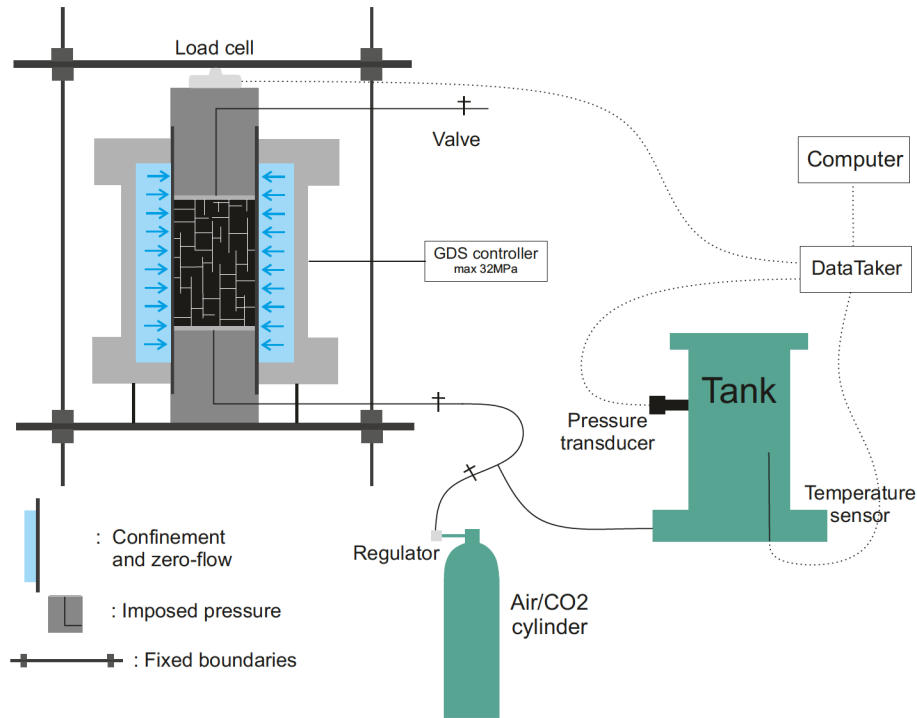 Load cell
Valve
Computer
GDS controller
max 32MPa
DataTaker
Tank
Pressure
transducer
Temperature
sensor
Regulator
Air/CO2
cylinder
: Confinement
and zero-flow
: Imposed pressure
: Fixed boundaries